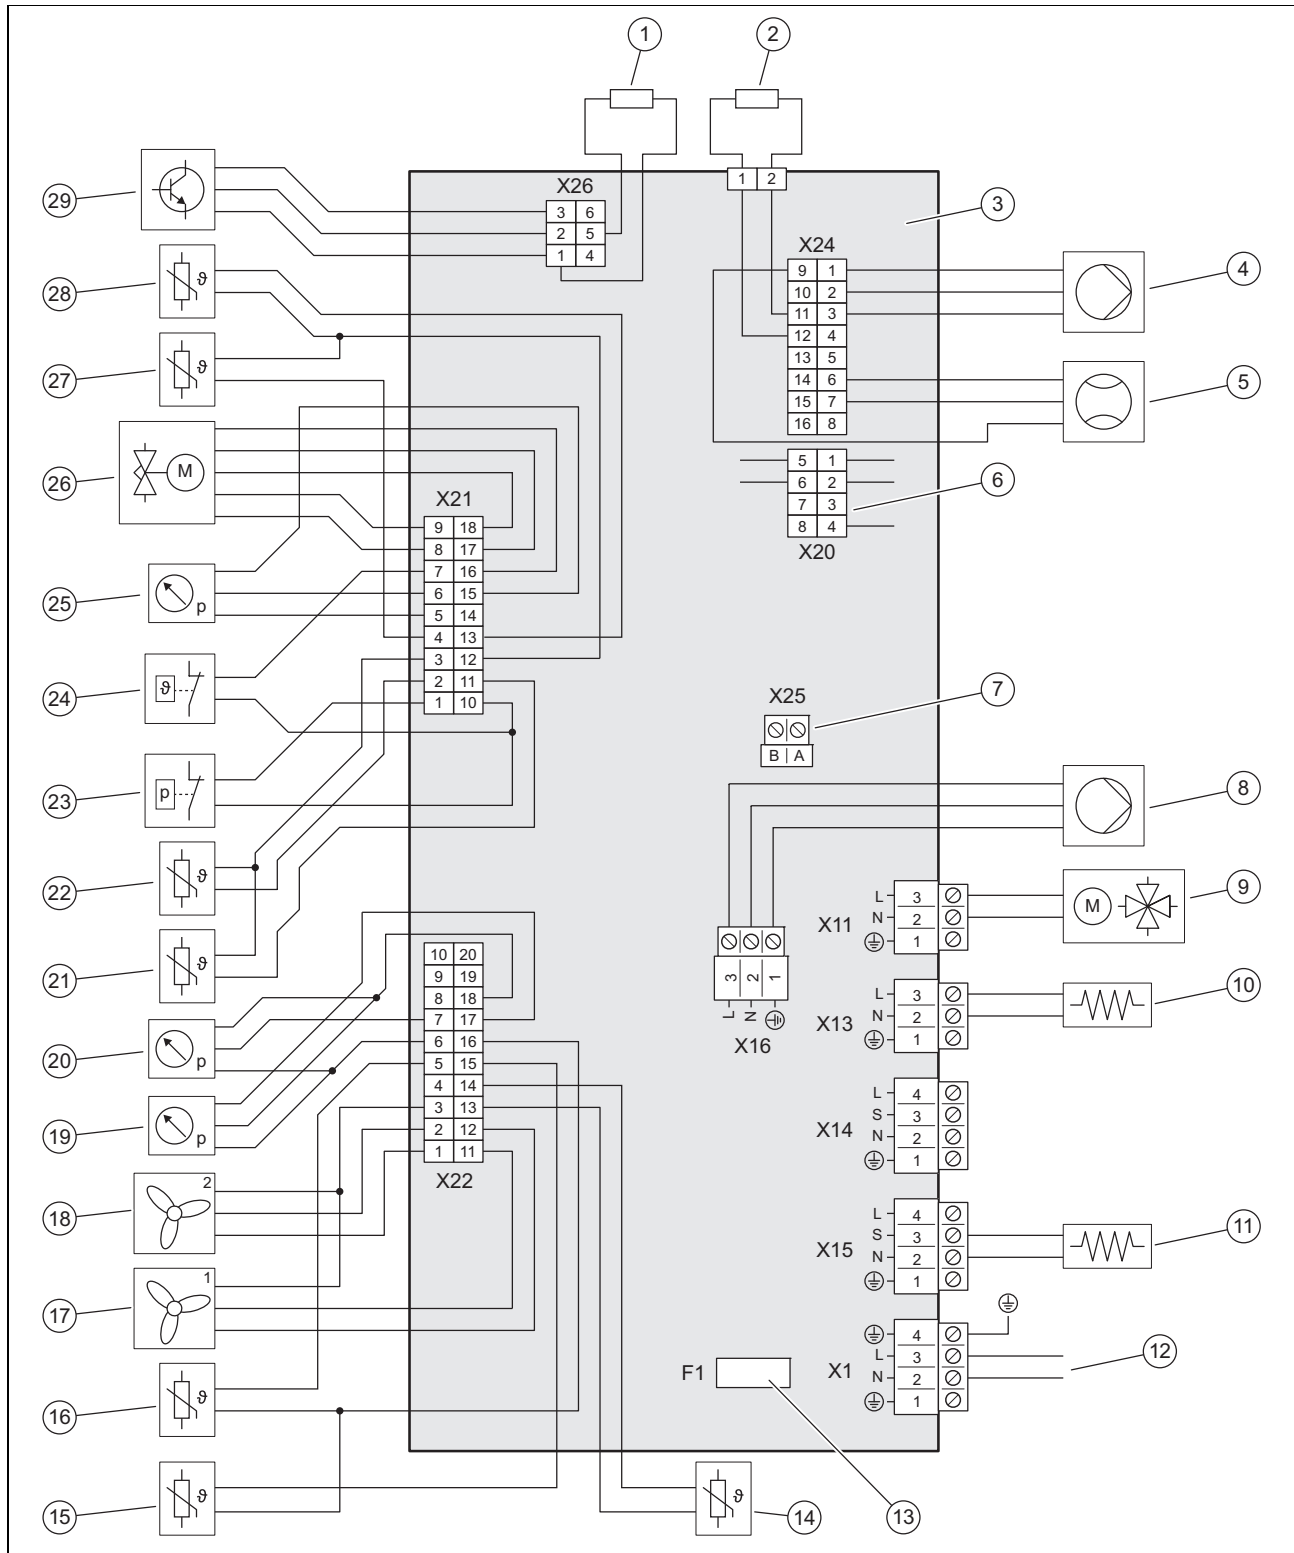 1 2
29
X26
1 2
3 6
2 5
1 4
3
X24
9 1
10 2
11 3
12 4
13 5
14 6
15 7
16 8
4
28 ϑ
27 ϑ
5
26 M
5 1
6 2
7 3
8 4
X20
6
X21
9 18
8 17
7 16
6 15
5 14
4 13
3 12
2 11
1 10
25 p
24 ϑ
X25
B | A
7
23 p
8
22 ϑ
X11
L 3
N 2
1
M
9
21 ϑ
3 2 1
L N
X16
X13
L 3
N 2
1
10
10 20
9 19
8 18
7 17
6 16
5 15
4 14
3 13
2 12
1 11
X22
20 p
19 p
X14
L 4
S 3
N 2
1
18 2
X15
L 4
S 3
N 2
1
11
17 1
X1
4
L 3
N 2
1
12
F1
16 ϑ
15 ϑ
ϑ 14
13